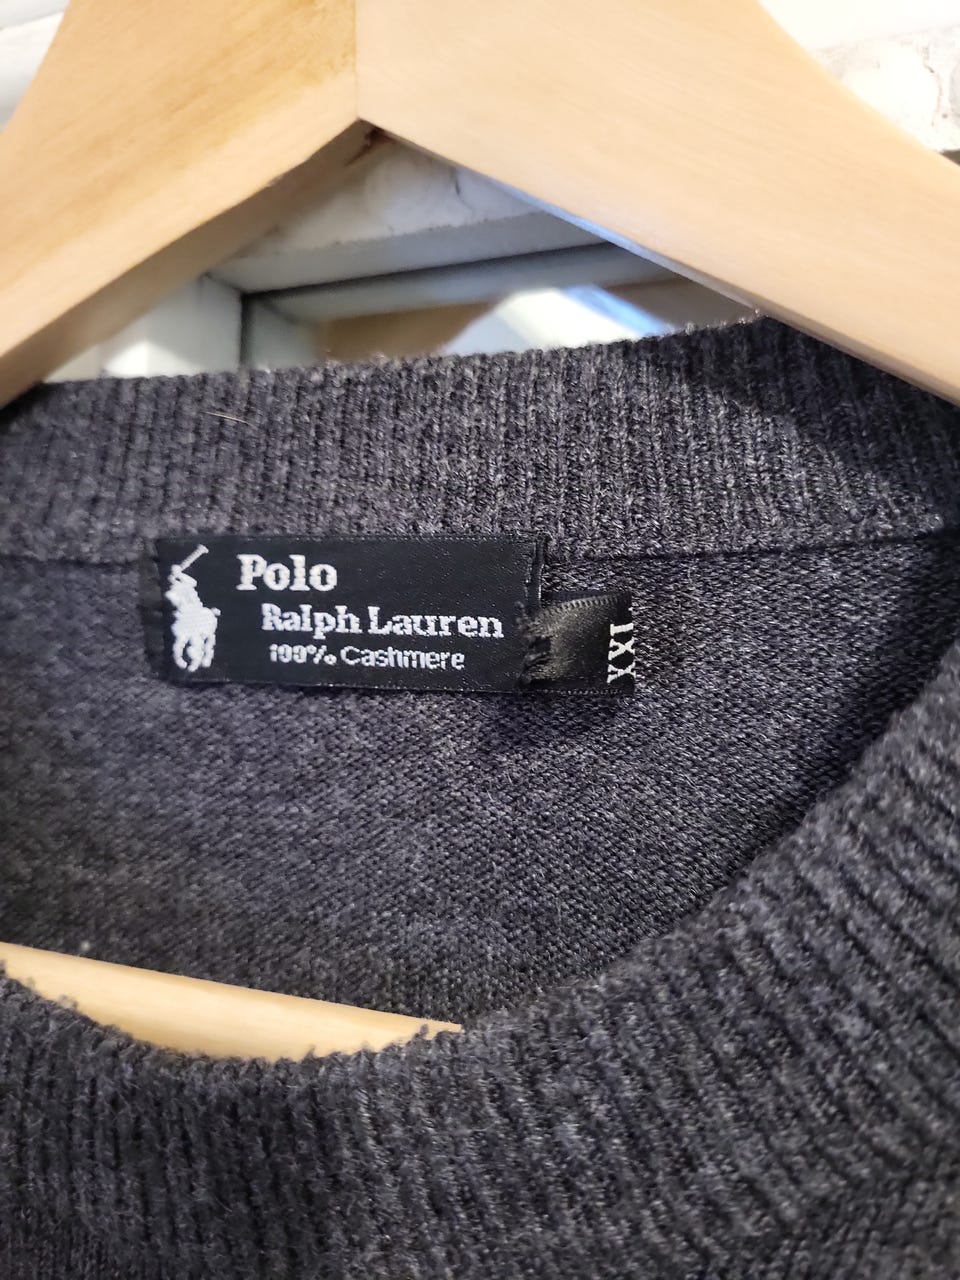 Polo
Ralph Lauren
100% Cashmere
XXL